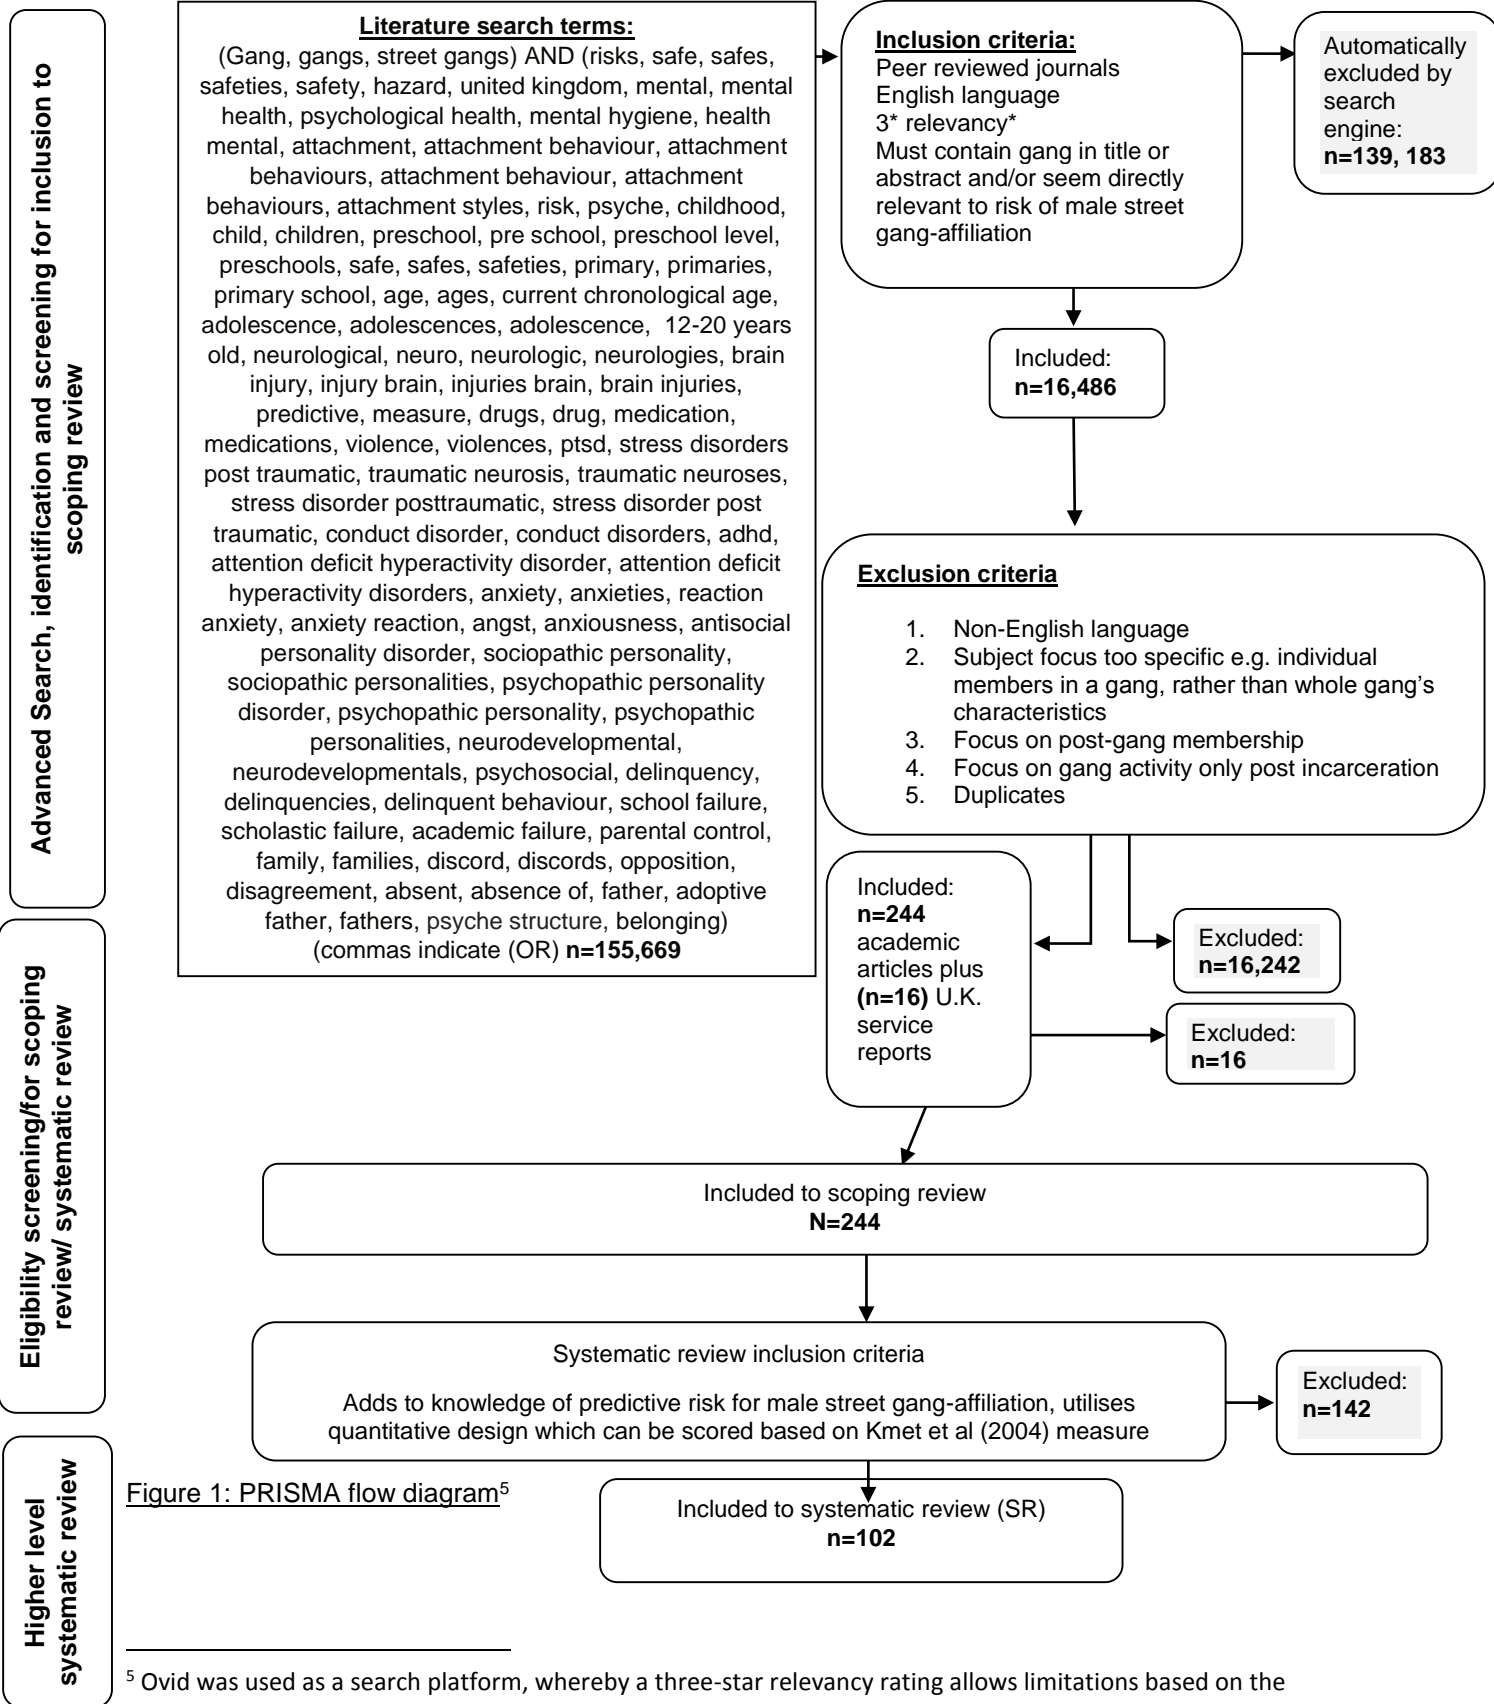 Advanced Search, identification and screening for inclusion to
scoping review
Literature search terms:
(Gang, gangs, street gangs) AND (risks, safe, safes,
safeties, safety, hazard, united kingdom, mental, mental
health, psychological health, mental hygiene, health
mental, attachment, attachment behaviour, attachment
behaviours, attachment behaviour, attachment
behaviours, attachment styles, risk, psyche, childhood,
child, children, preschool, pre school, preschool level,
preschools, safe, safes, safeties, primary, primaries,
primary school, age, ages, current chronological age,
adolescence, adolescences, adolescence, 12-20 years
old, neurological, neuro, neurologic, neurologies, brain
injury, injury brain, injuries brain, brain injuries,
predictive, measure, drugs, drug, medication,
medications, violence, violences, ptsd, stress disorders
post traumatic, traumatic neurosis, traumatic neuroses,
stress disorder posttraumatic, stress disorder post
traumatic, conduct disorder, conduct disorders, adhd,
attention deficit hyperactivity disorder, attention deficit
hyperactivity disorders, anxiety, anxieties, reaction
anxiety, anxiety reaction, angst, anxiousness, antisocial
personality disorder, sociopathic personality,
sociopathic personalities, psychopathic personality
disorder, psychopathic personality, psychopathic
personalities, neurodevelopmental,
neurodevelopmentals, psychosocial, delinquency,
delinquencies, delinquent behaviour, school failure,
scholastic failure, academic failure, parental control,
family, families, discord, discords, opposition,
disagreement, absent, absence of, father, adoptive
father, fathers, psyche structure, belonging)
(commas indicate (OR) n=155,669
Inclusion criteria:
Peer reviewed journals
English language
3* relevancy*
Must contain gang in title or
abstract and/or seem directly
relevant to risk of male street
gang-affiliation
Automatically
excluded by
search
engine:
n=139, 183
Included:
n=16,486
Exclusion criteria
1. Non-English language
2. Subject focus too specific e.g. individual
members in a gang, rather than whole gang's
characteristics
3. Focus on post-gang membership
4. Focus on gang activity only post incarceration
5. Duplicates
Eligibility screening/for scoping
review/ systematic review
Included:
n=244
academic
articles plus
(n=16) U.K.
service
reports
Excluded:
n=16,242
Excluded:
n=16
Included to scoping review
N=244
Systematic review inclusion criteria
Adds to knowledge of predictive risk for male street gang-affiliation, utilises
quantitative design which can be scored based on Kmet et al (2004) measure
Excluded:
n=142
Higher level
systematic review
Figure 1: PRISMA flow diagram5
Included to systematic review (SR)
n=102
5 Ovid was used as a search platform, whereby a three-star relevancy rating allows limitations based on the